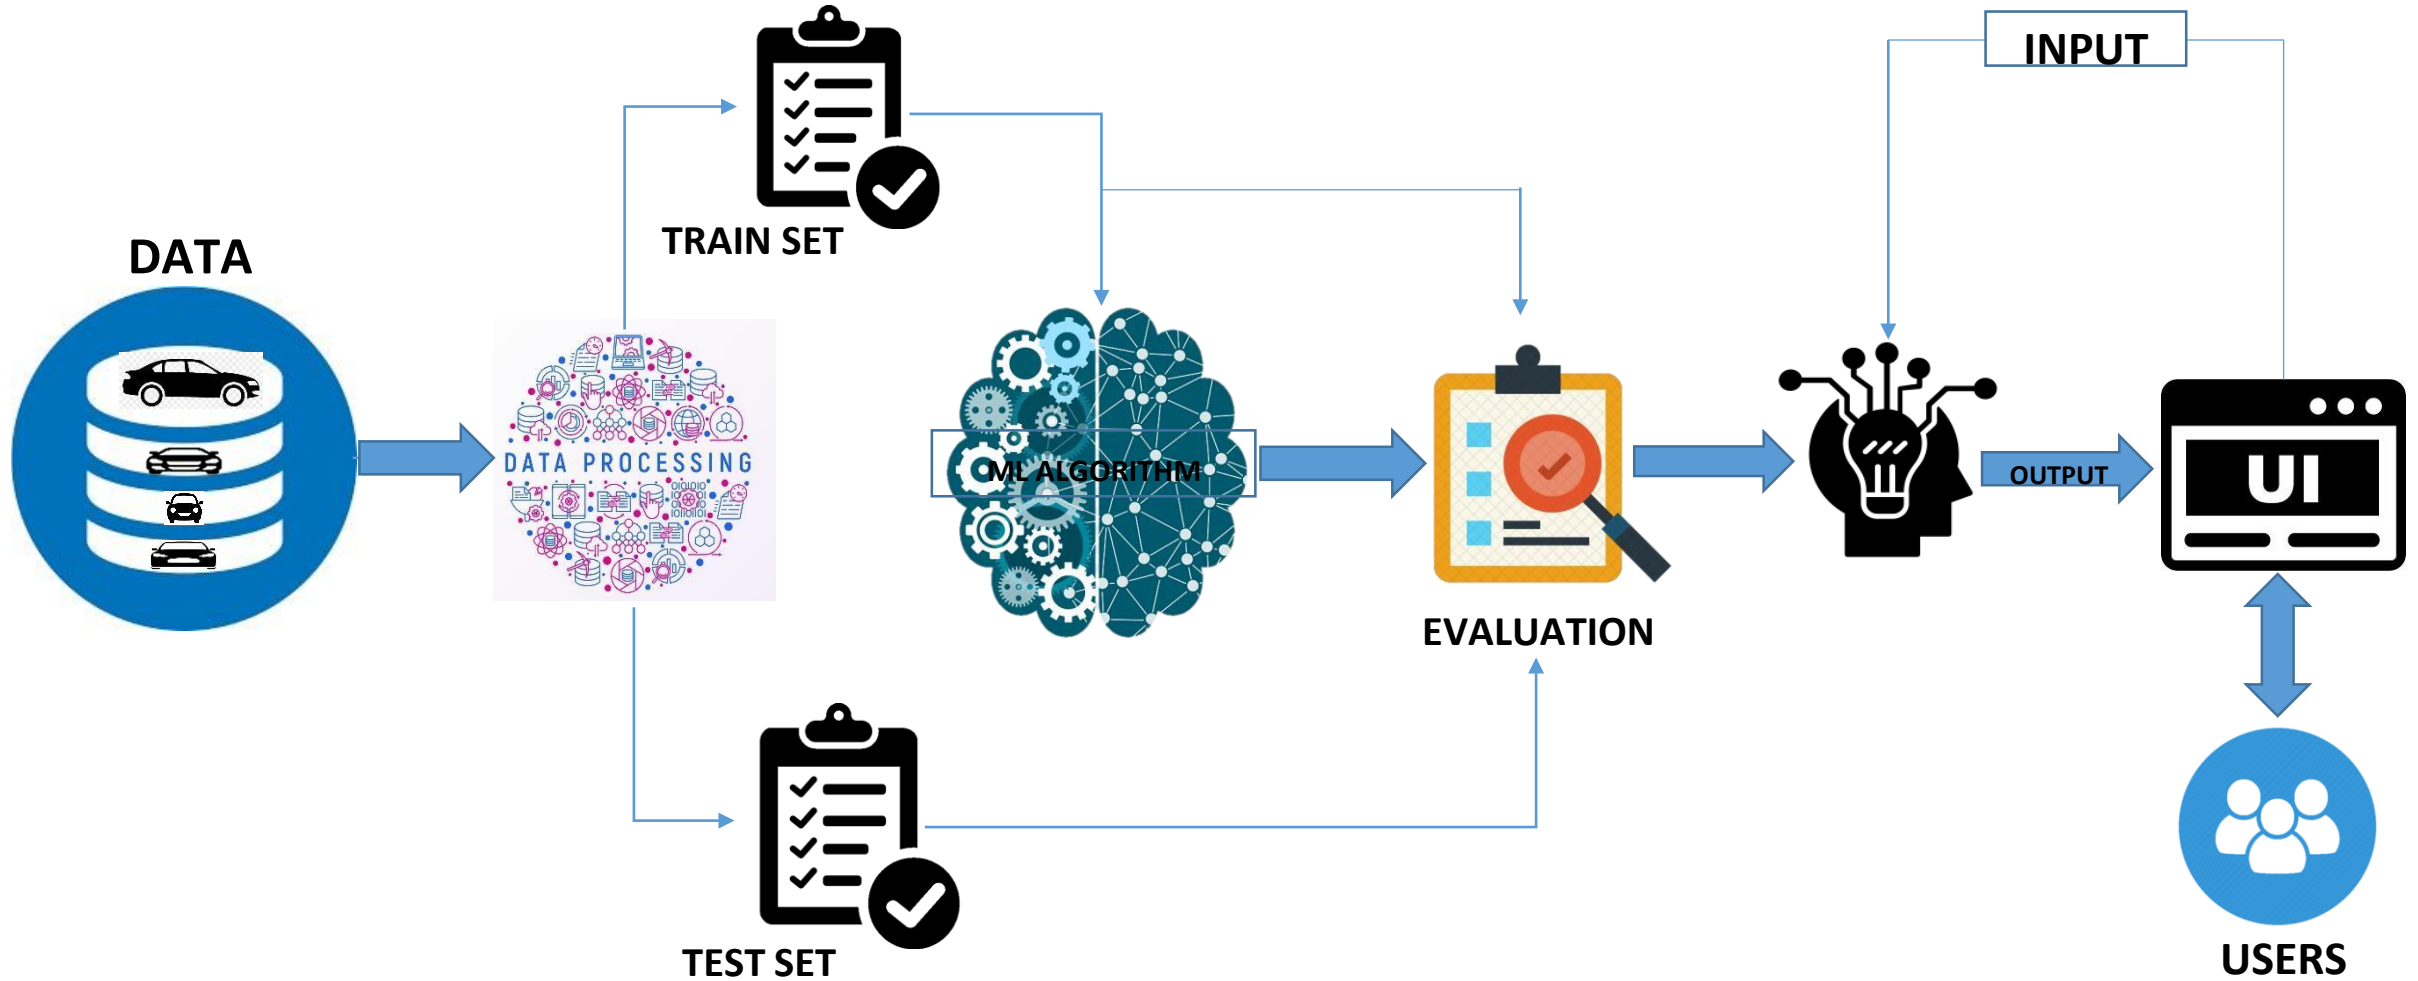 INPUT
TRAIN SET
DATA
DATA PROCESSING
ML ALGORITHM
OUTPUT
UI
EVALUATION
TEST SET
USERS